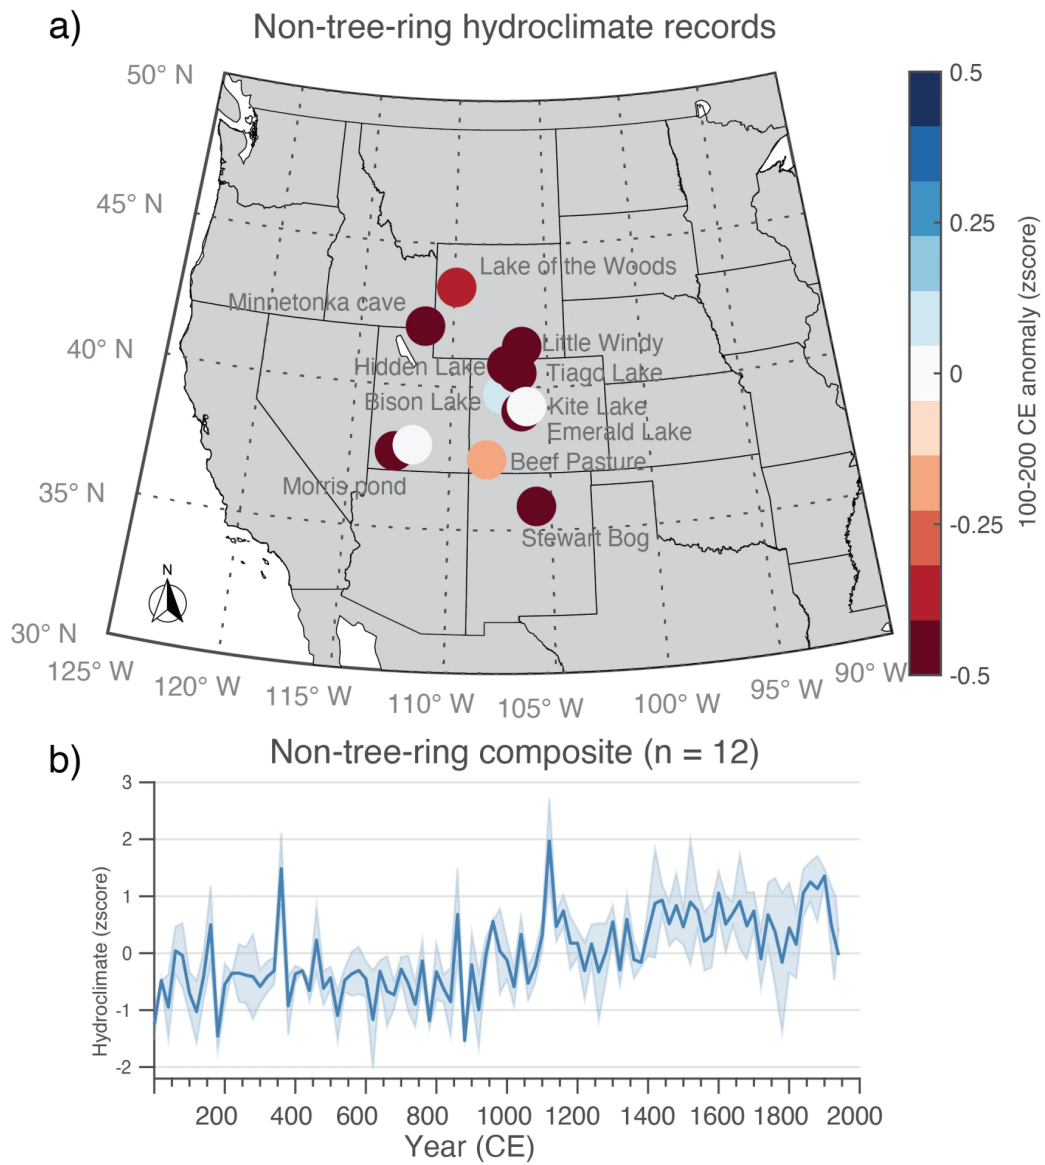 a)
Non-tree-ring hydroclimate records
50° N
45° N
40° N
35° N
30° N
125° W
120° W
115° W
110° W
105° W
100° W
95° W
90° W
Lake of the Woods
Minnetonka cave
Little Windy
Hidden Lake
Tiago Lake
Bison Lake
Kite Lake
Emerald Lake
Beef Pasture
Morris pond
Stewart Bog
N
0.5
0.25
0
-0.25
-0.5
100-200 CE anomaly (zscore)
b)
Non-tree-ring composite (n = 12)
3
2
1
0
-1
-2
Hydroclimate (zscore)
200
400
600
800
1000
1200
1400
1600
1800
2000
Year (CE)